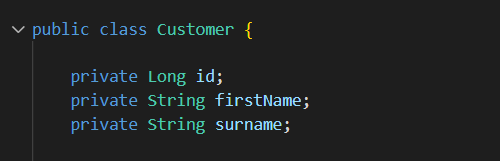 public class Customer {
private Long id;
private String firstName;
private String surname;